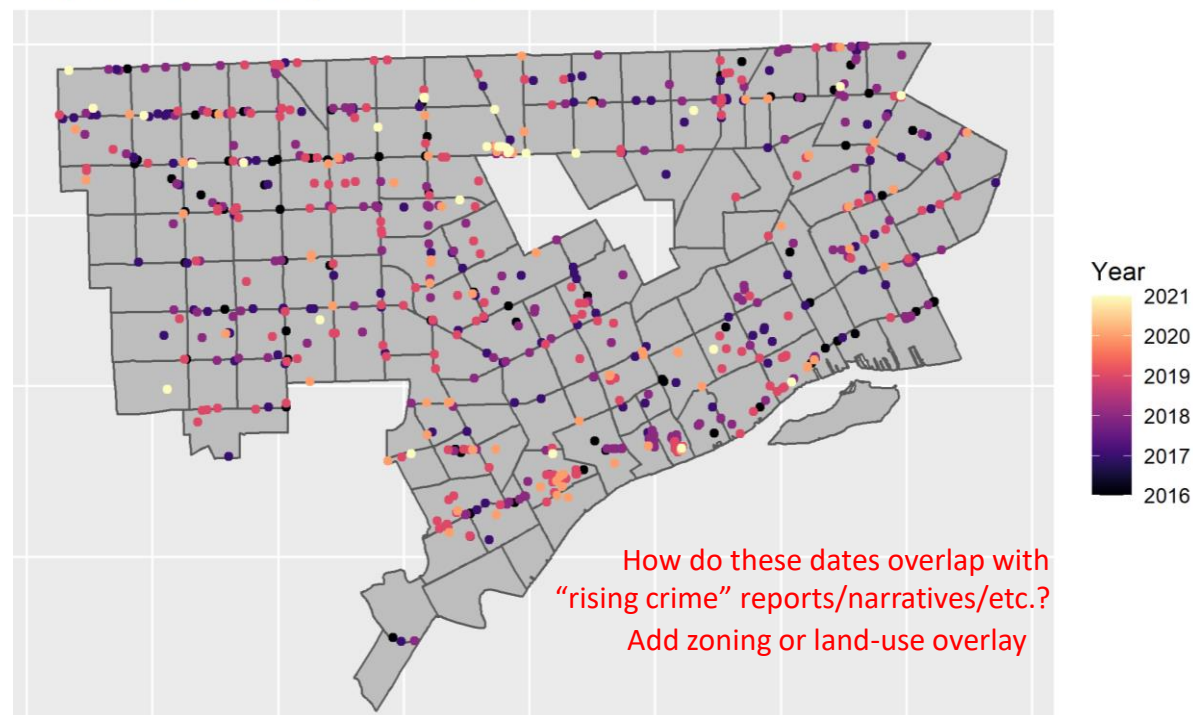 Year
2021
2020
2019
2018
2017
2016
How do these dates overlap with
“rising crime” reports/narratives/etc.?
Add zoning or land-use overlay